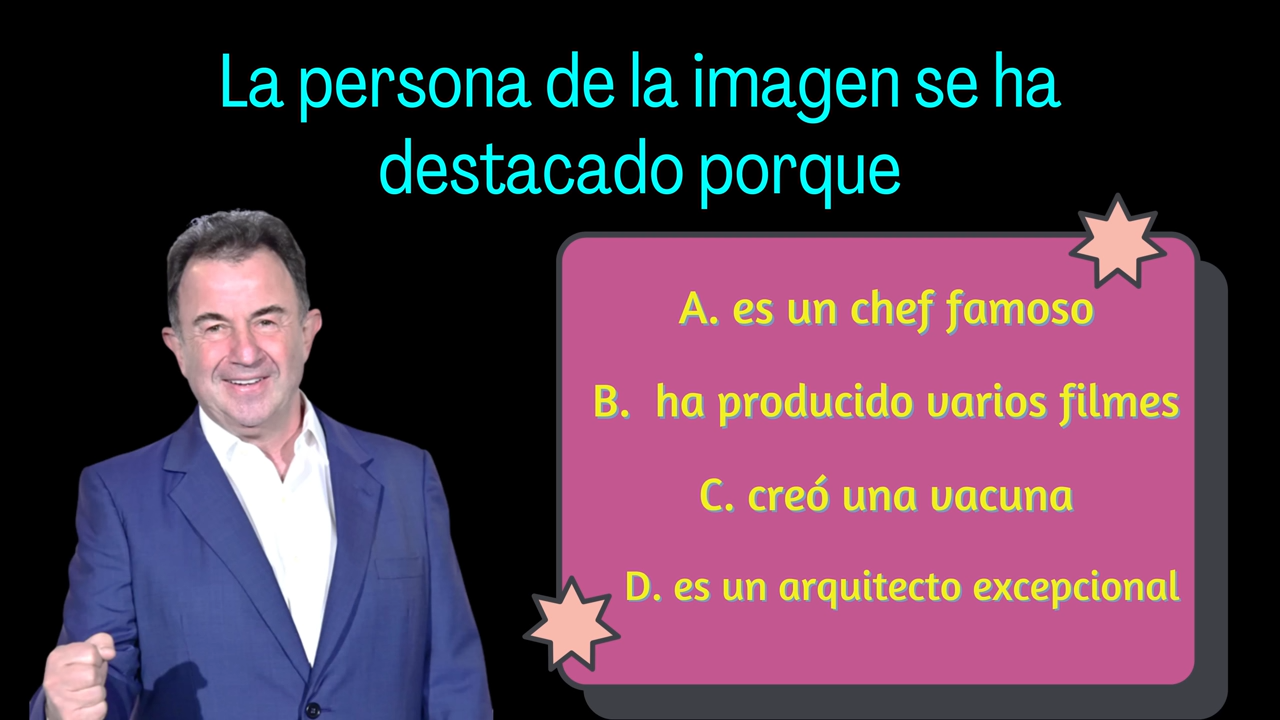 La persona de la imagen se ha
destacado porque
A. es un chef famoso
B. ha producido varios filmes
C. creó una vacuna
D. es un arquitecto excepcional